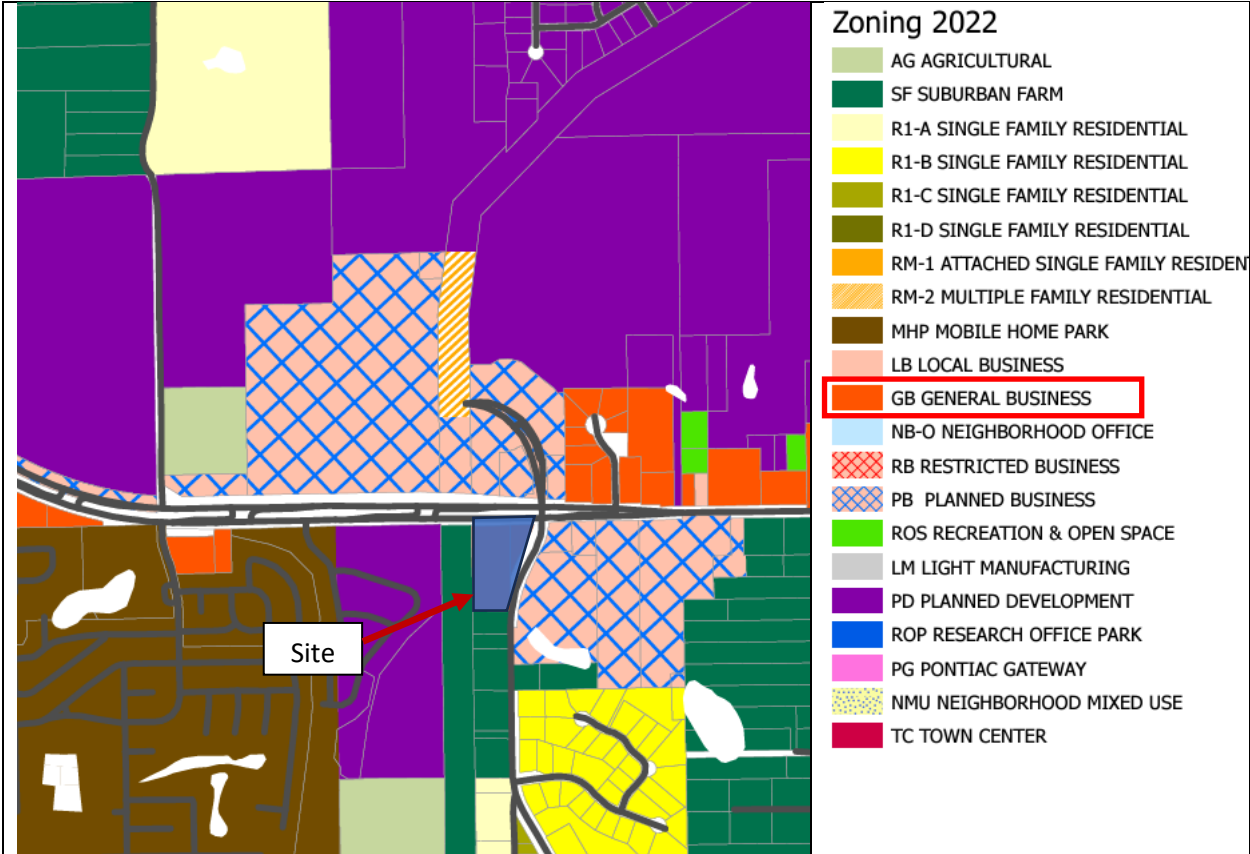 Zoning 2022
AG AGRICULTURAL
SF SUBURBAN FARM
R1-A SINGLE FAMILY RESIDENTIAL
R1-B SINGLE FAMILY RESIDENTIAL
R1-C SINGLE FAMILY RESIDENTIAL
R1-D SINGLE FAMILY RESIDENTIAL
RM-1 ATTACHED SINGLE FAMILY RESIDEN
RM-2 MULTIPLE FAMILY RESIDENTIAL
MHP MOBILE HOME PARK
LB LOCAL BUSINESS
GB GENERAL BUSINESS
NB-O NEIGHBORHOOD OFFICE
RB RESTRICTED BUSINESS
PB PLANNED BUSINESS
ROS RECREATION & OPEN SPACE
LM LIGHT MANUFACTURING
PD PLANNED DEVELOPMENT
ROP RESEARCH OFFICE PARK
PG PONTIAC GATEWAY
NMU NEIGHBORHOOD MIXED USE
TC TOWN CENTER
Site